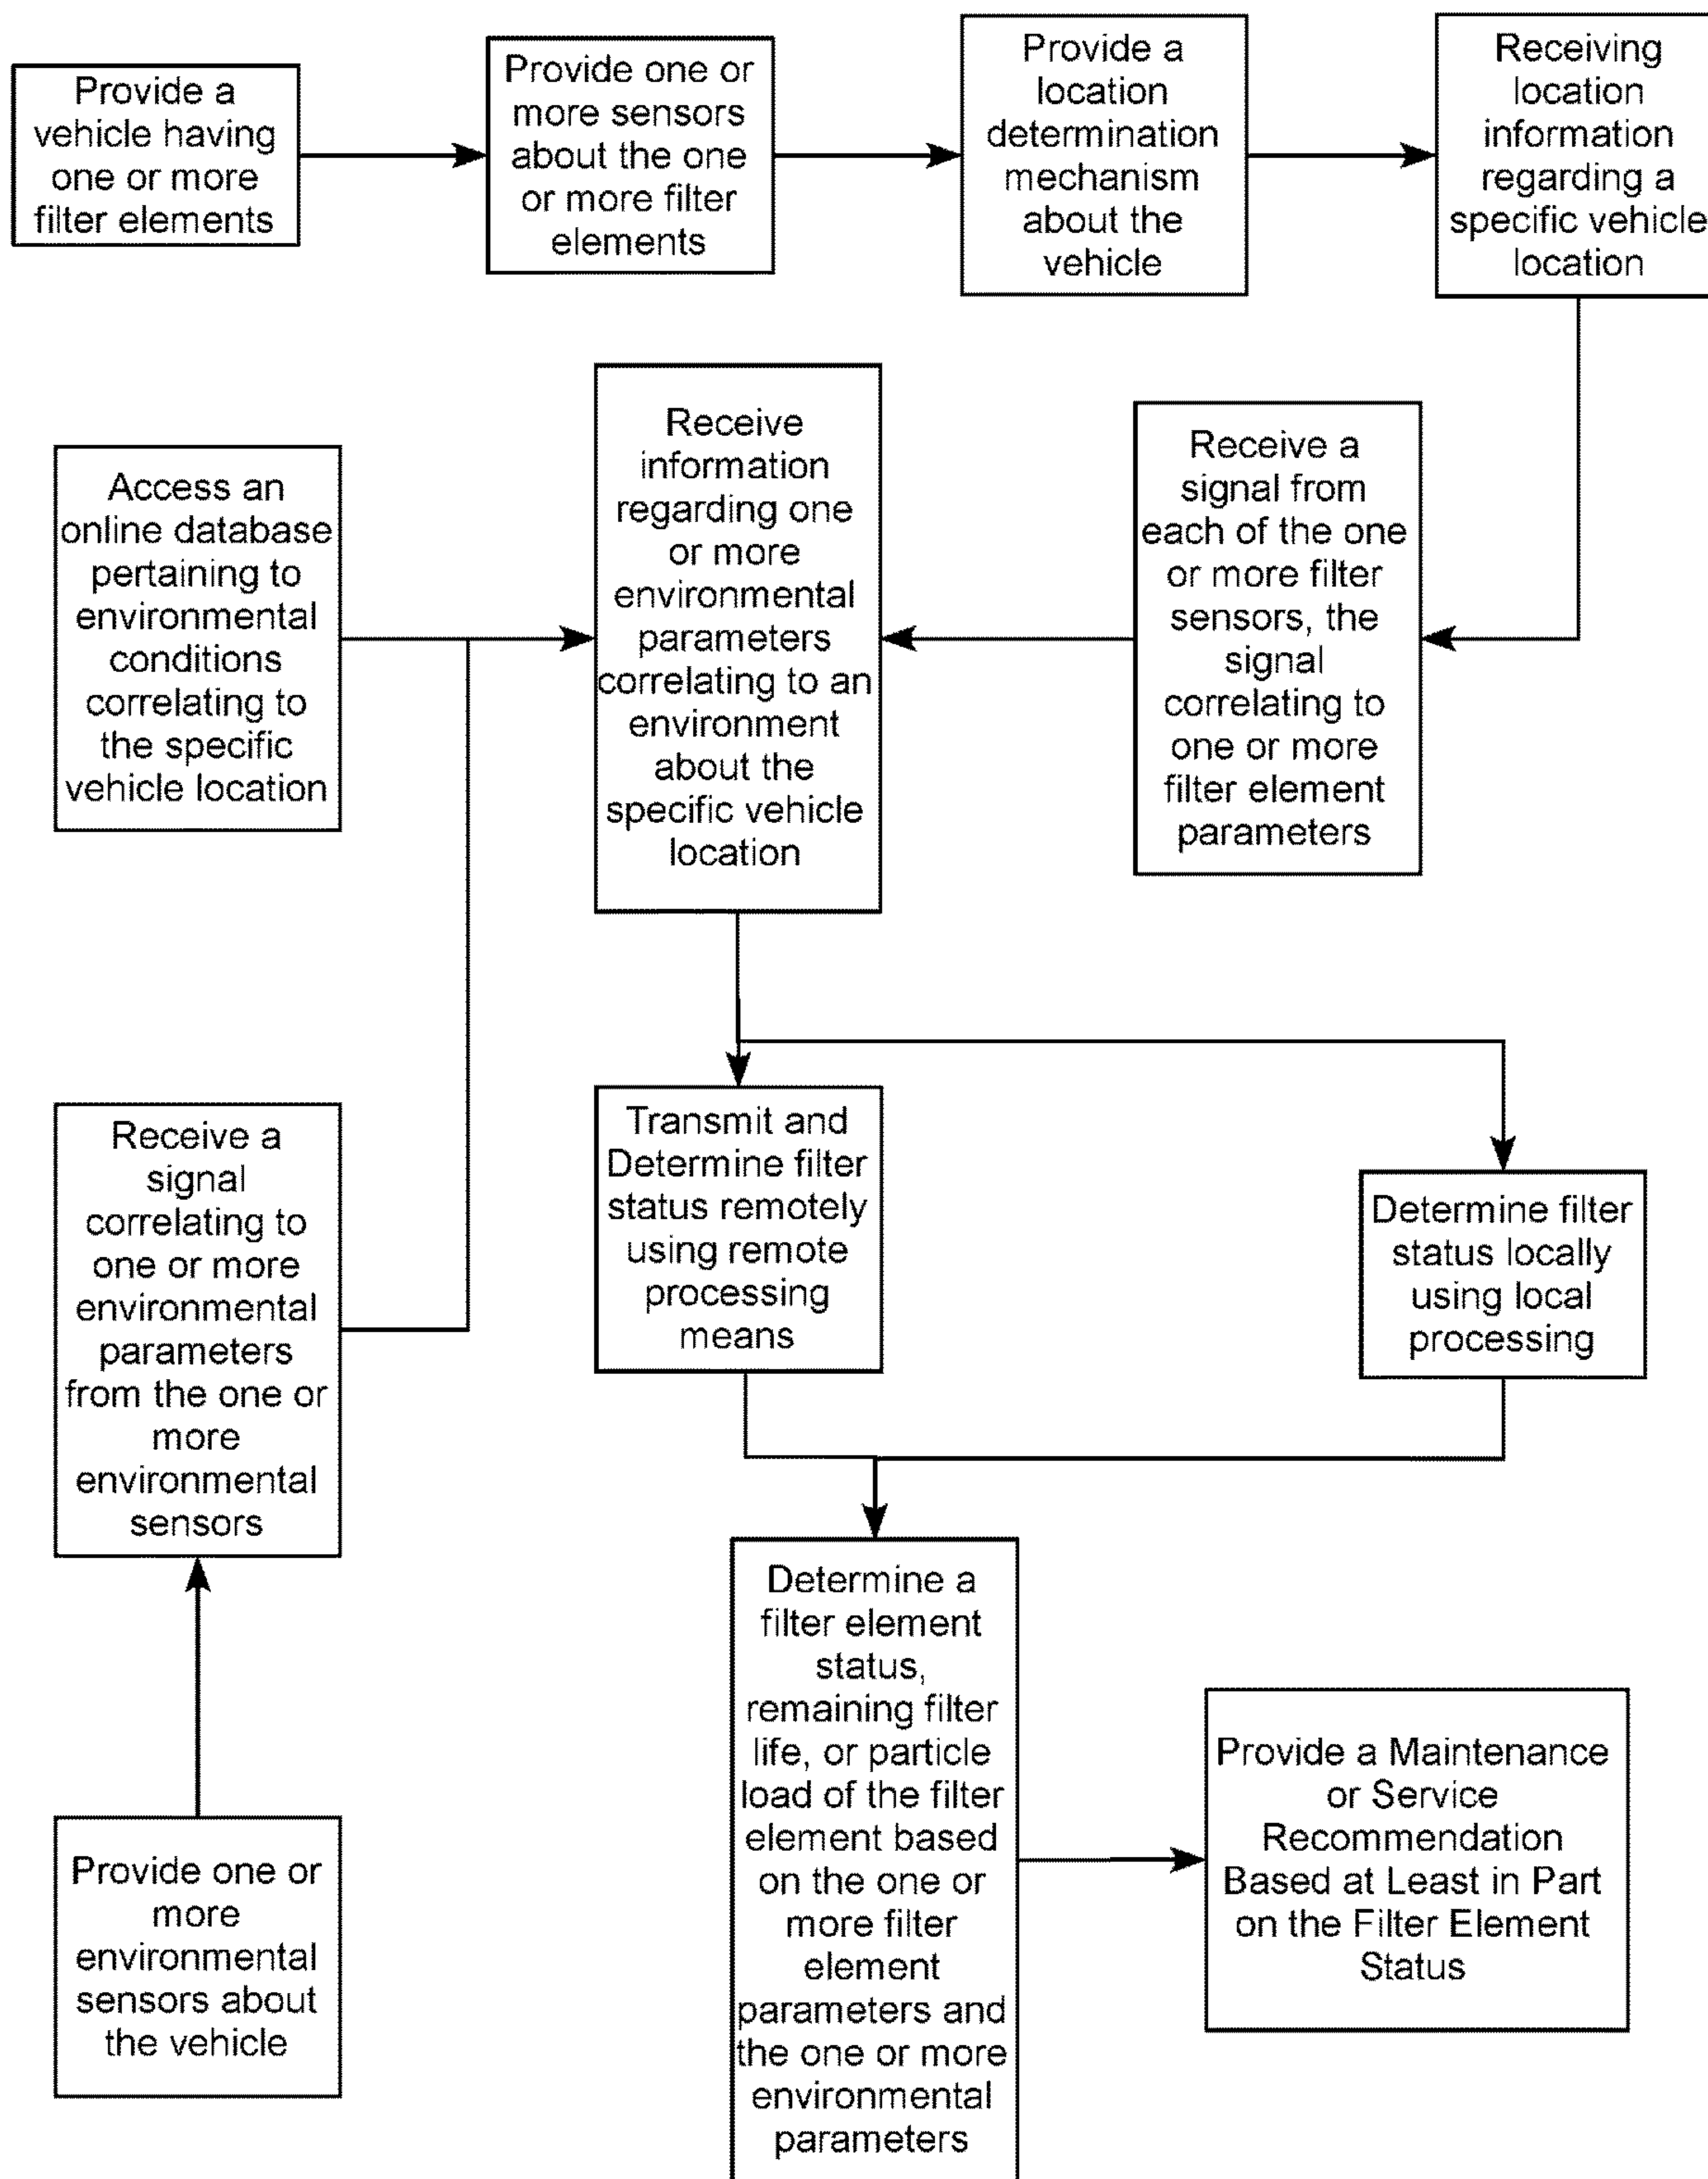 Provide a
vehicle having
one or more
filter elements
Provide one or
more sensors
about the one
or more filter
elements
Provide a
location
determination
mechanism
about the
vehicle
Receiving
location
information
regarding a
specific vehicle
location
Access an
online database
pertaining to
environmental
conditions
correlating to
the specific
vehicle location
Receive
information
regarding one
or more
environmental
parameters
correlating to an
environment
about the
specific vehicle
location
Receive a
signal from
each of the one
or more filter
sensors, the
signal
correlating to
one or more
filter element
parameters
Receive a
signal
correlating to
one or more
environmental
parameters
from the one or
more
environmental
sensors
Transmit and
Determine filter
status remotely
using remote
processing
means
Determine filter
status locally
using local
processing
Provide one or
more
environmental
sensors about
the vehicle
Determine a
filter element
status,
remaining filter
life, or particle
load of the filter
element based
on the one or
more filter
element
parameters and
the one or more
environmental
parameters
Provide a Maintenance
or Service
Recommendation
Based at Least in Part
on the Filter Element
Status